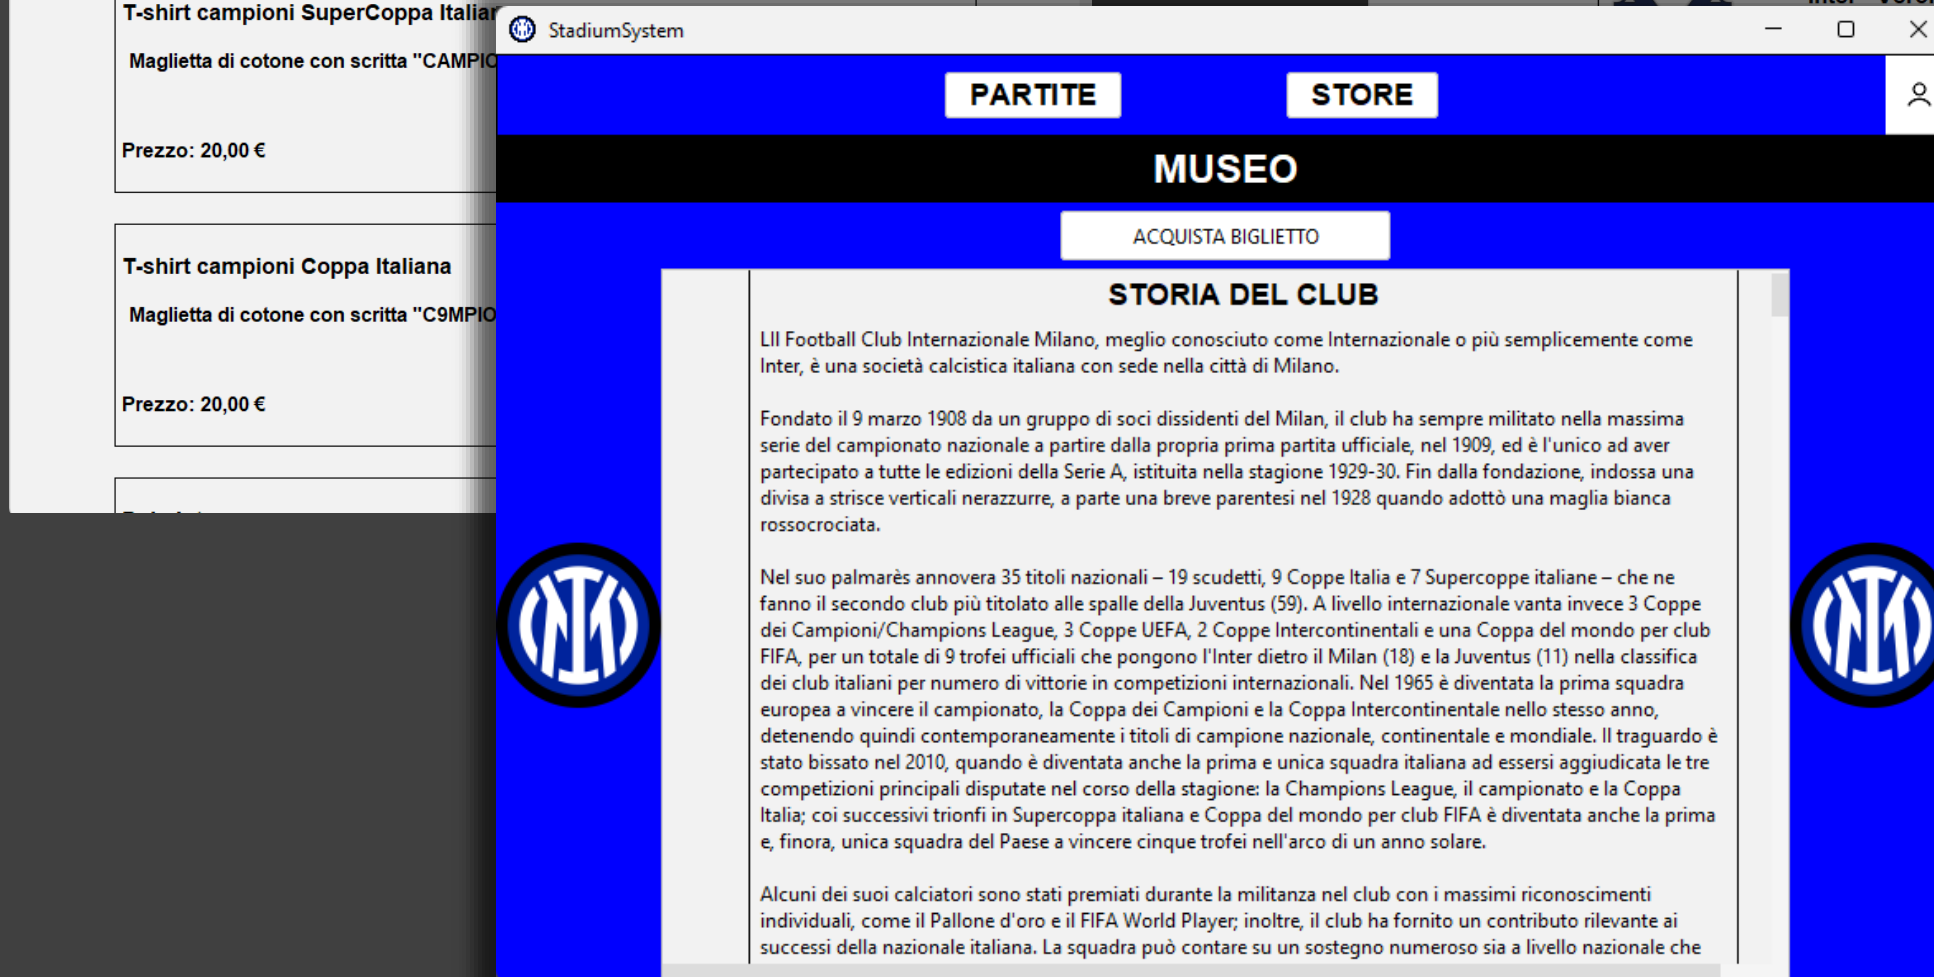 T-shirt campioni SuperCoppa Italiar
Maglietta di cotone con scritta "CAMPIO
Prezzo: 20,00 €
T-shirt campioni Coppa Italiana
Maglietta di cotone con scritta "C9MPIO
Prezzo: 20,00 €
StadiumSystem
PARTITE
STORE
MUSEO
ACQUISTA BIGLIETTO
STORIA DEL CLUB
LII Football Club Internazionale Milano, meglio conosciuto come Internazionale o più semplicemente come
Inter, è una società calcistica italiana con sede nella città di Milano.
Fondato il 9 marzo 1908 da un gruppo di soci dissidenti del Milan, il club ha sempre militato nella massima
serie del campionato nazionale a partire dalla propria prima partita ufficiale, nel 1909, ed è l'unico ad aver
partecipato a tutte le edizioni della Serie A, istituita nella stagione 1929-30. Fin dalla fondazione, indossa una
divisa a strisce verticali nerazzurre, a parte una breve parentesi nel 1928 quando adottò una maglia bianca
rossocrociata.
Nel suo palmarès annovera 35 titoli nazionali – 19 scudetti, 9 Coppe Italia e 7 Supercoppe italiane – che ne
fanno il secondo club più titolato alle spalle della Juventus (59). A livello internazionale vanta invece 3 Coppe
dei Campioni/Champions League, 3 Coppe UEFA, 2 Coppe Intercontinentali e una Coppa del mondo per club
FIFA, per un totale di 9 trofei ufficiali che pongono l'Inter dietro il Milan (18) e la Juventus (11) nella classifica
dei club italiani per numero di vittorie in competizioni internazionali. Nel 1965 è diventata la prima squadra
europea a vincere il campionato, la Coppa dei Campioni e la Coppa Intercontinentale nello stesso anno,
detenendo quindi contemporaneamente i titoli di campione nazionale, continentale e mondiale. Il traguardo è
stato bissato nel 2010, quando è diventata anche la prima e unica squadra italiana ad essersi aggiudicata le tre
competizioni principali disputate nel corso della stagione: la Champions League, il campionato e la Coppa
Italia; coi successivi trionfi in Supercoppa italiana e Coppa del mondo per club FIFA è diventata anche la prima
e, finora, unica squadra del Paese a vincere cinque trofei nell'arco di un anno solare.
Alcuni dei suoi calciatori sono stati premiati durante la militanza nel club con i massimi riconoscimenti
individuali, come il Pallone d'oro e il FIFA World Player; inoltre, il club ha fornito un contributo rilevante ai
successi della nazionale italiana. La squadra può contare su un sostegno numeroso sia a livello nazionale che